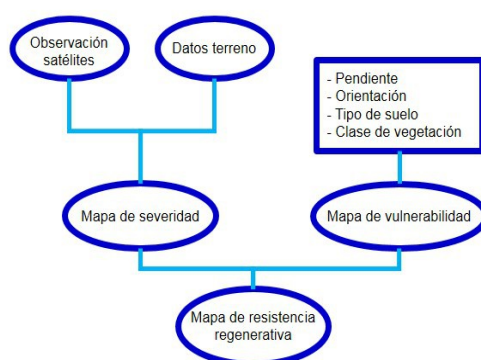 Observación
satélites
Datos terreno
- Pendiente
- Orientación
- Tipo de suelo
- Clase de vegetación
Mapa de severidad
Mapa de vulnerabilidad
Mapa de resistencia
regenerativa